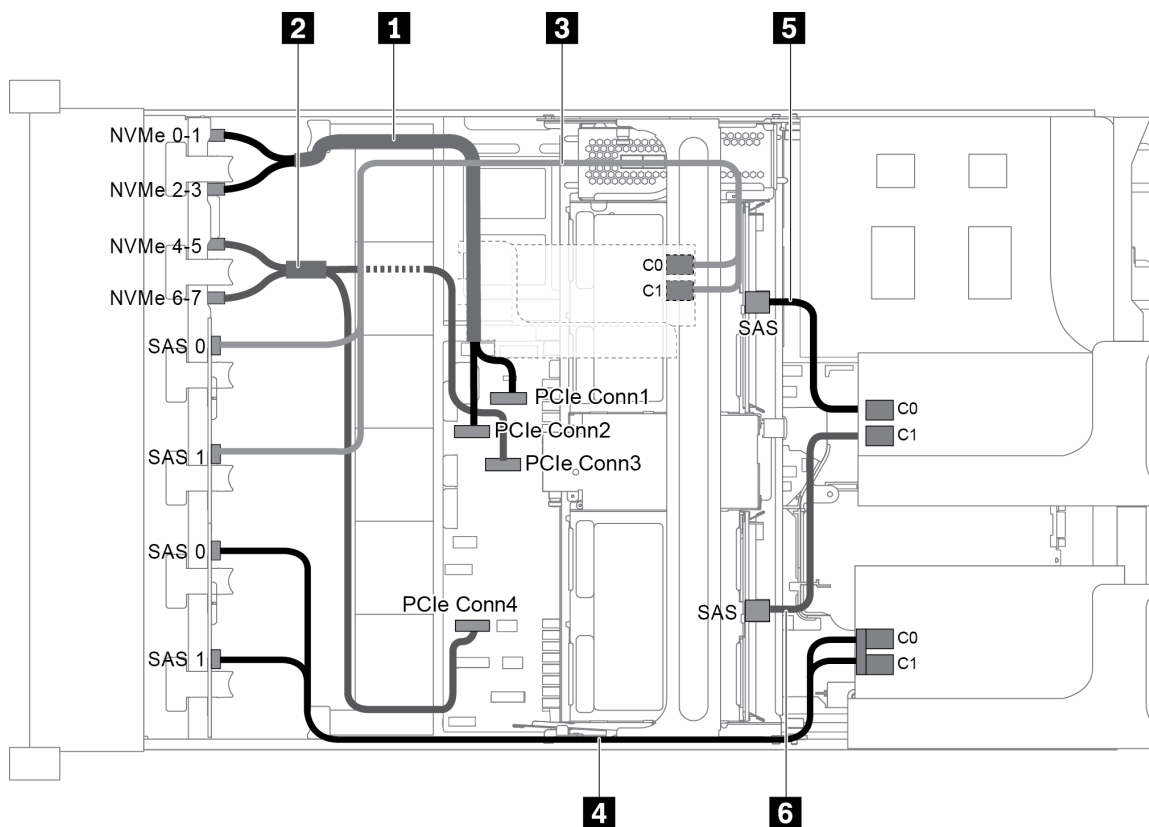 2
1
3
5
NVMe 0-1
NVMe 2-3
NVMe 4-5
NVMe 6-7
C0
C1
SAS
SAS 0
PCIe Conn1
C0
PCIe Conn2
C1
SAS 1
PCIe Conn3
SAS 0
PCIe Conn4
SAS
C0
SAS 1
C1
4
6